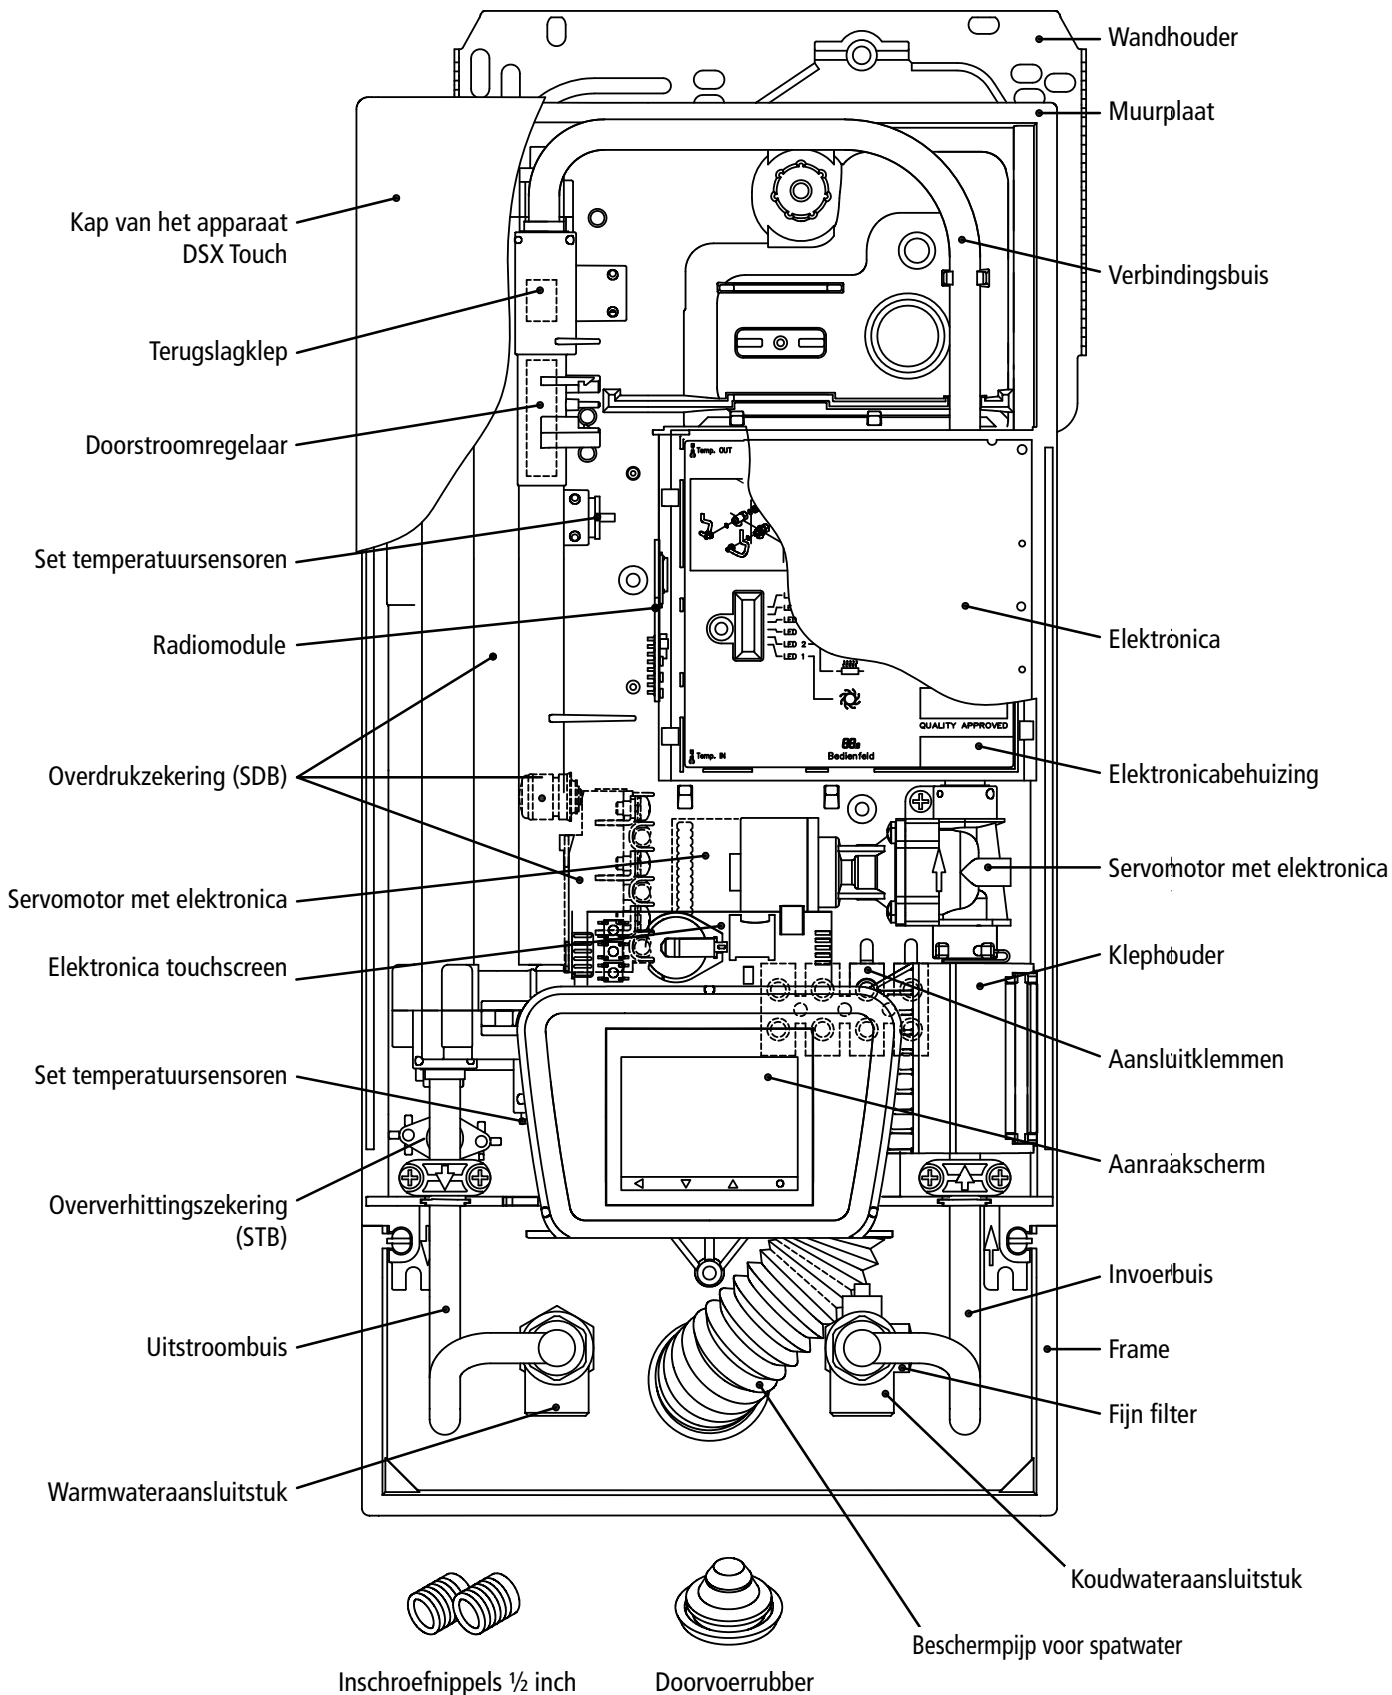 Wandhouder
Muurplaat
Kap van het apparaat
DSX Touch
Verbindingsbuis
Terugslagklep
Doorstroomregelaar
Temp. OUT
Set temperatuursensoren
Radiomodule
Elektronica
LED
LED
LED 2
LED 1
QUALITY APPROVED
Temp. IN
Bedienfeld
Overdrukzekering (SDB)
Elektronicabehuizing
Servomotor met elektronica
Servomotor met elektronica
Elektronica touchscreen
Klephouder
Set temperatuursensoren
Aansluitklemmen
Aanraakscherm
Oververhittingszekering
(STB)
Invoerbuis
Uitstroombuis
Frame
Fijn filter
Warmwateraansluitstuk
Koudwateraansluitstuk
Beschermpijp voor spatwater
Inschroefnippels ½ inch
Doorvoerrubber